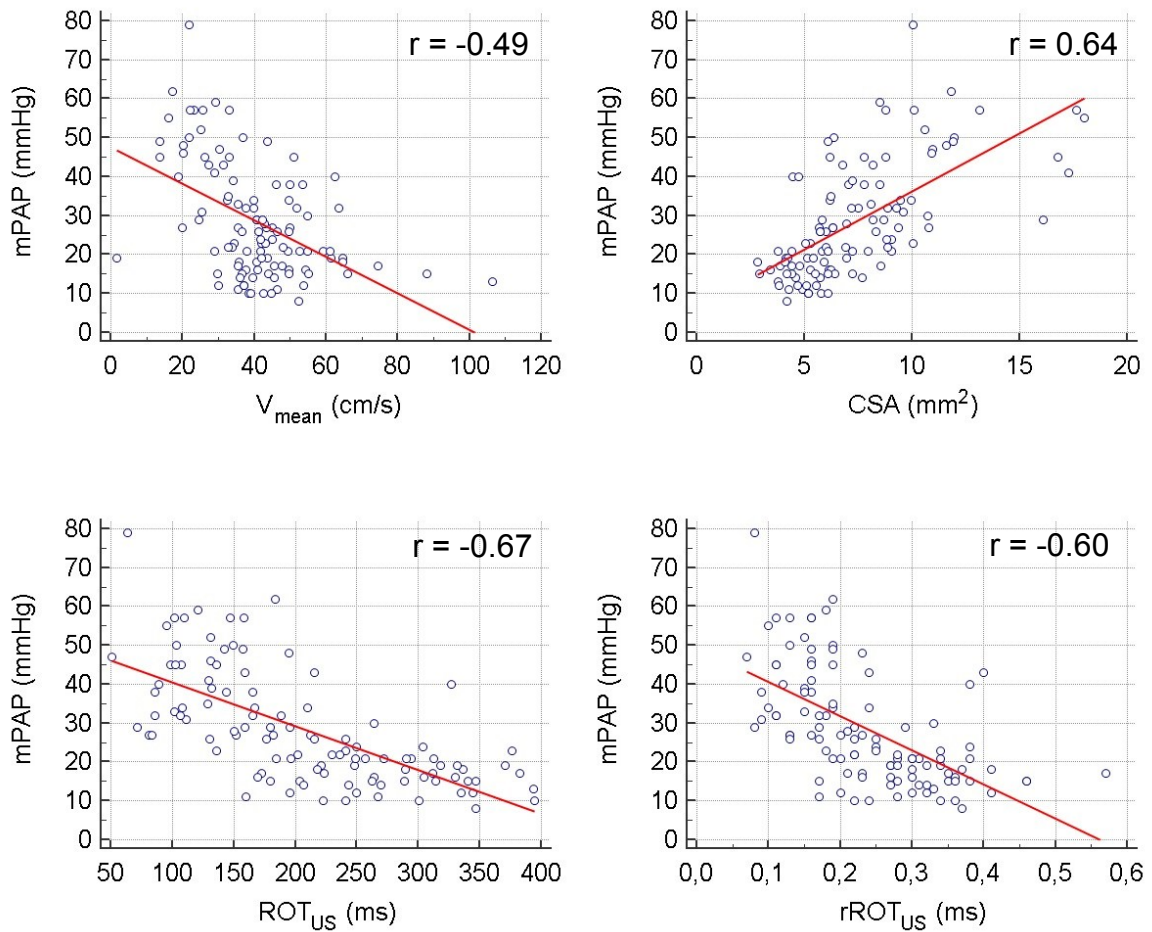 r = -0.49
mPAP (mmHg)
80
70
60
50
40
30
20
10
0
0 20 40 60 80 100 120
Vmean (cm/s)
r = 0.64
mPAP (mmHg)
80
70
60
50
40
30
20
10
0
0 5 10 15 20
CSA (mm²)
r = -0.67
mPAP (mmHg)
80
70
60
50
40
30
20
10
0
50 100 150 200 250 300 350 400
ROTUS (ms)
r = -0.60
mPAP (mmHg)
80
70
60
50
40
30
20
10
0
0,0 0,1 0,2 0,3 0,4 0,5 0,6
rROTUS (ms)